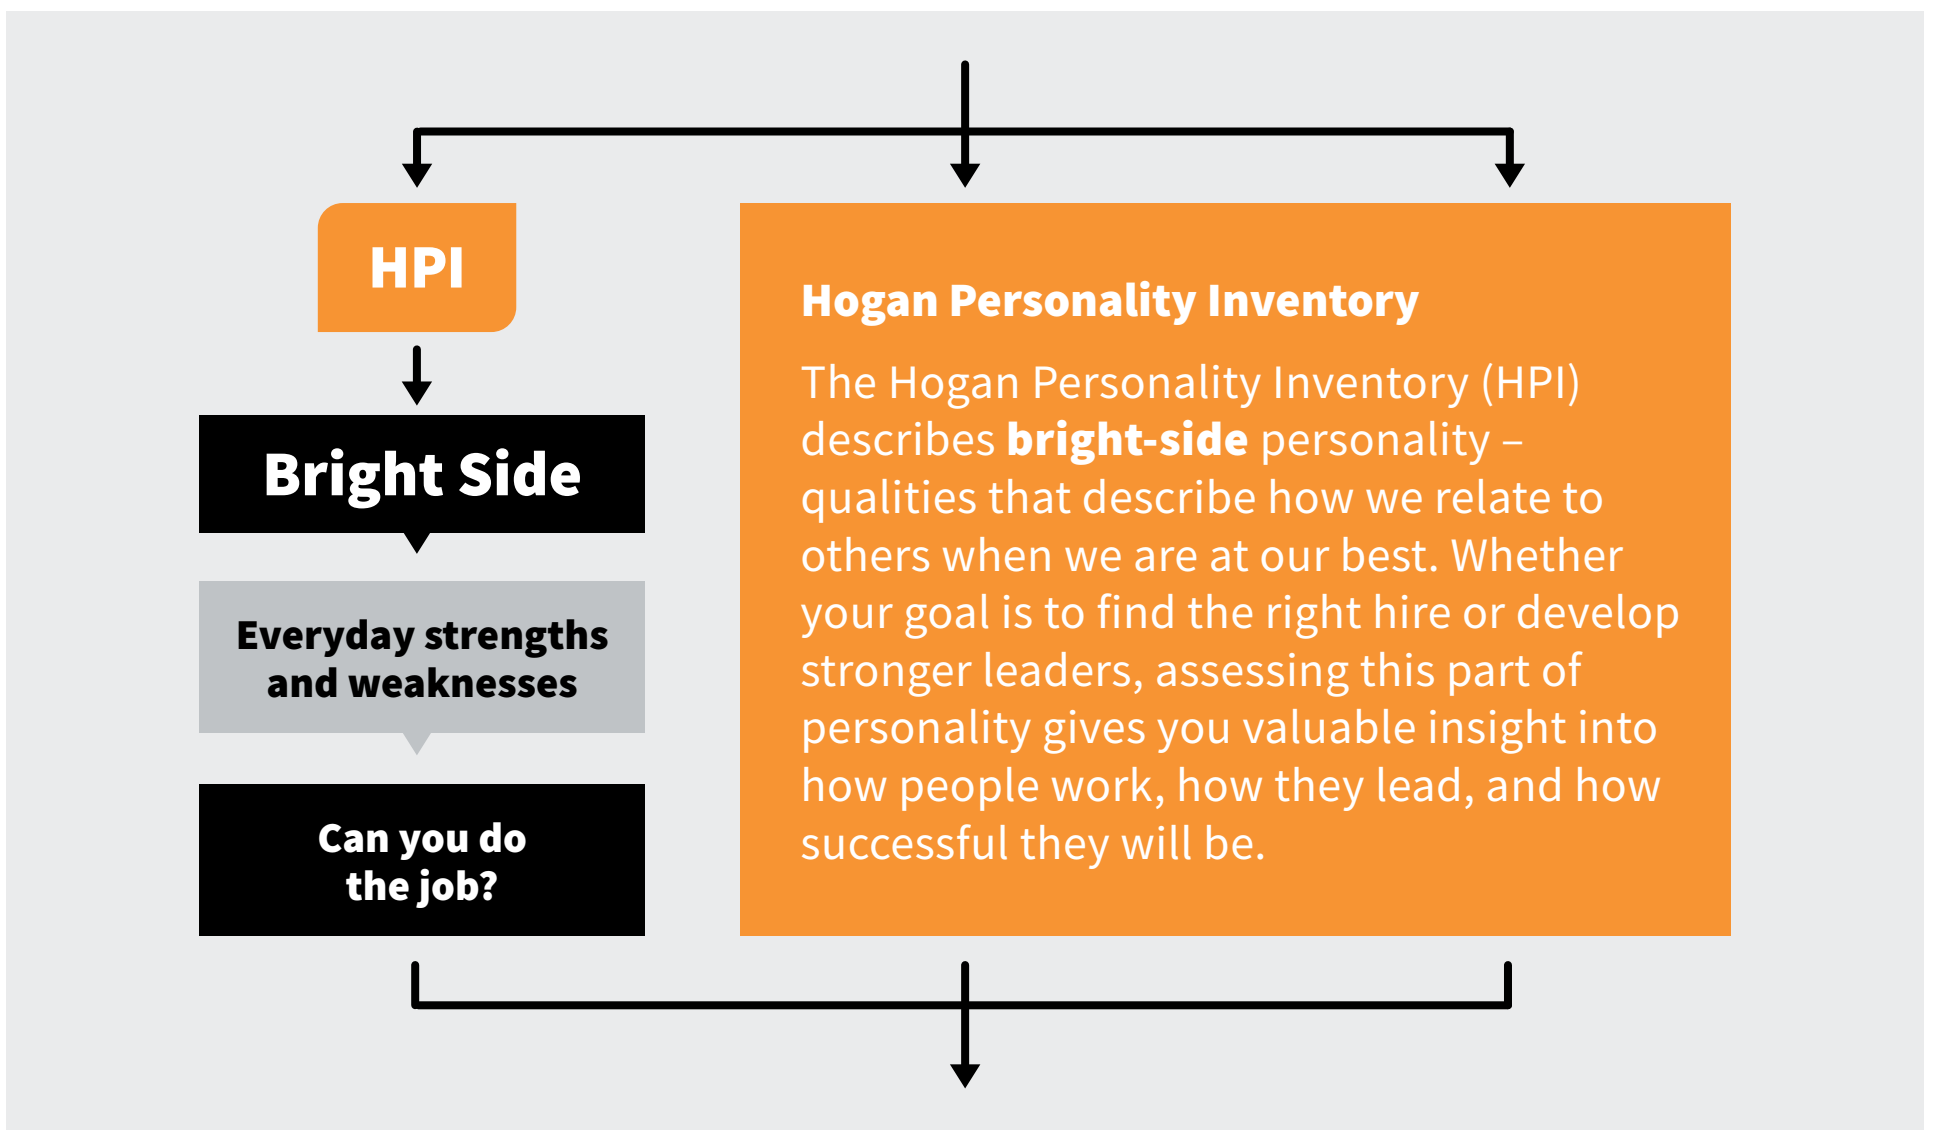 HPI
Bright Side
Everyday strengths
and weaknesses
Can you do
the job?
Hogan Personality Inventory
The Hogan Personality Inventory (HPI)
describes bright-side personality –
qualities that describe how we relate to
others when we are at our best. Whether
your goal is to find the right hire or develop
stronger leaders, assessing this part of
personality gives you valuable insight into
how people work, how they lead, and how
successful they will be.